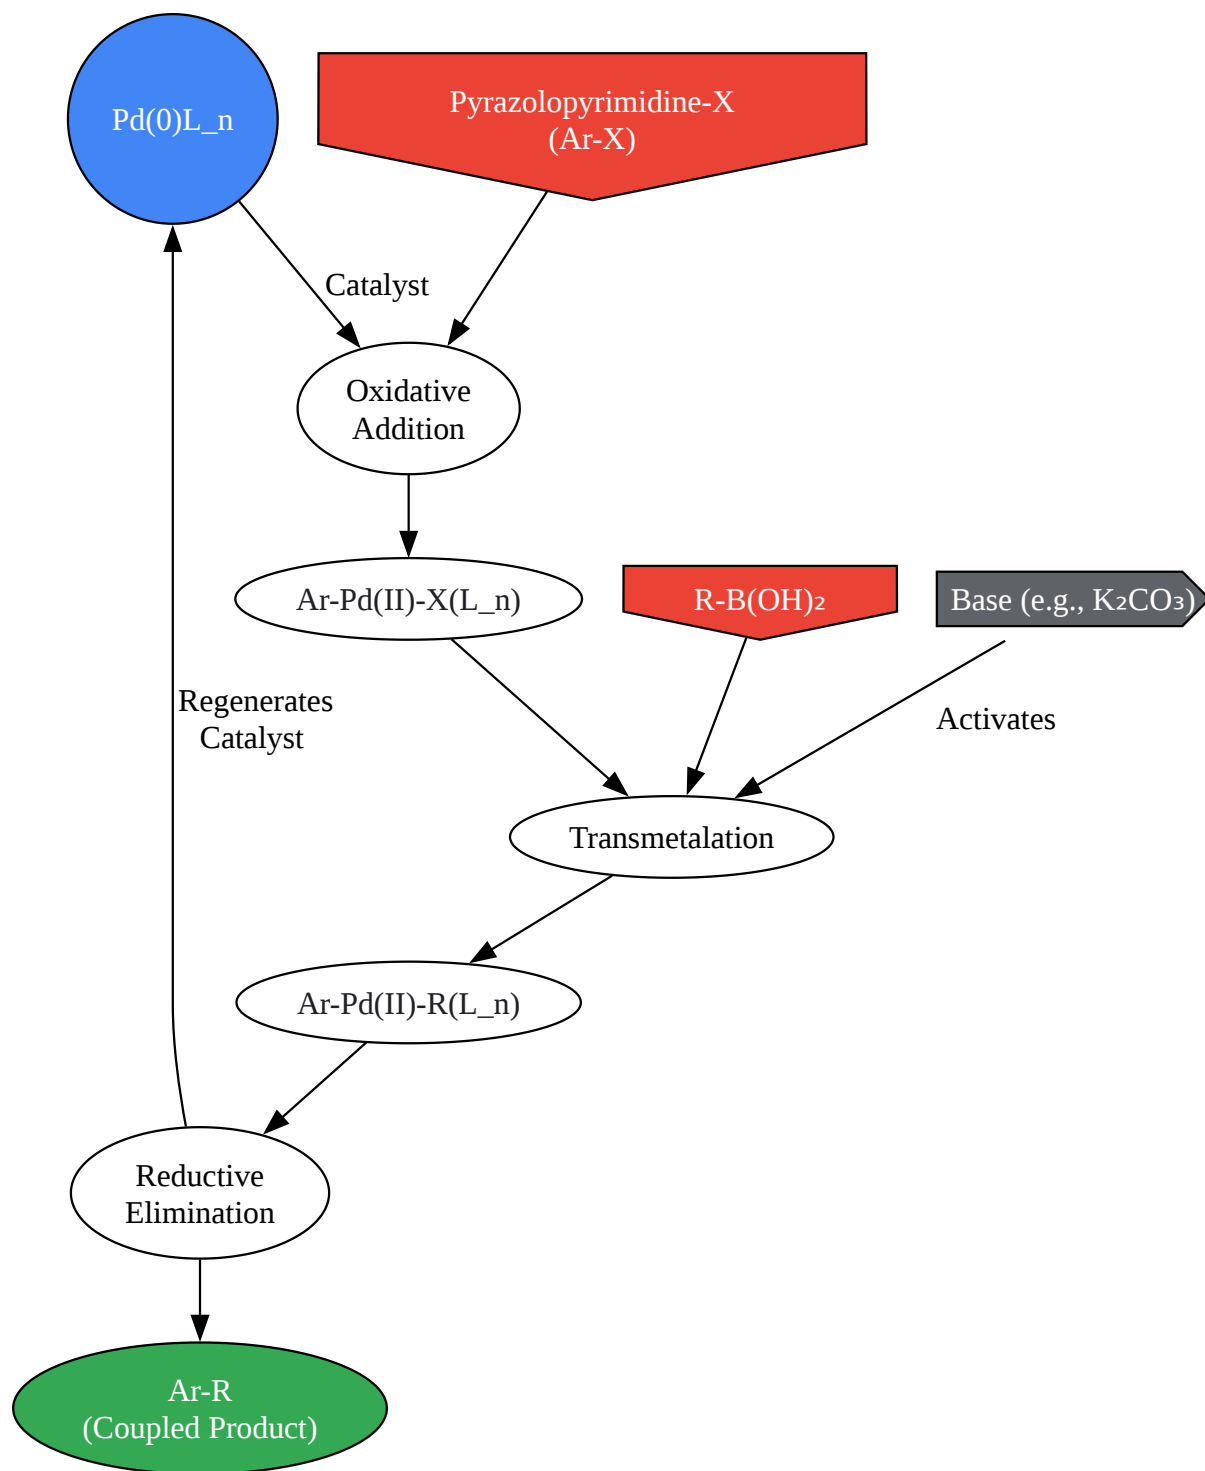 Pd(0)L_n
Pyrazolopyrimidine-X
(Ar-X)
Catalyst
Oxidative
Addition
Ar-Pd(II)-X(L_n)
R-B(OH)₂
Base (e.g., K₂CO₃)
Regenerates
Catalyst
Activates
Transmetalation
Ar-Pd(II)-R(L_n)
Reductive
Elimination
Ar-R
(Coupled Product)